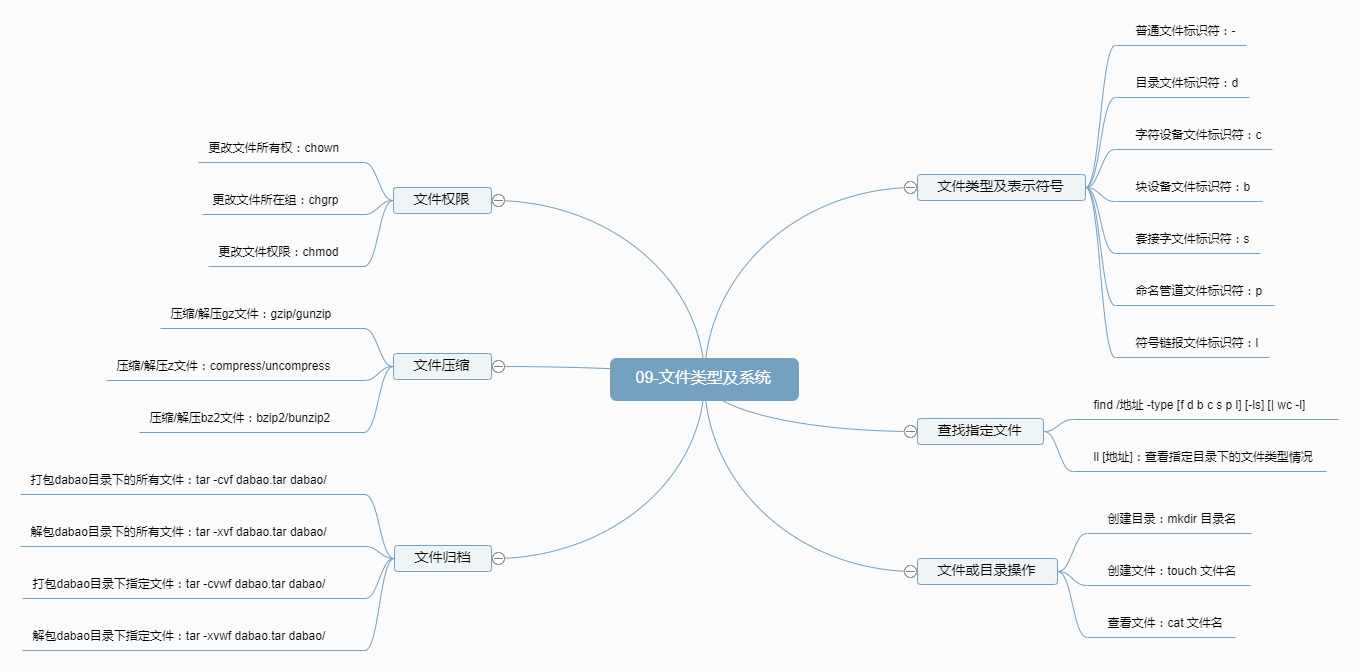 09-文件类型及系统
文件类型及表示符号
普通文件标识符：-
目录文件标识符：d
字符设备文件标识符：c
块设备文件标识符：b
套接字文件标识符：s
命名管道文件标识符：p
符号链报文件标识符：l
查找指定文件
find /地址 -type [f d b c s p l] [-ls] [| wc -l]
ll [地址]：查看指定目录下的文件类型情况
文件或目录操作
创建目录：mkdir 目录名
创建文件：touch 文件名
查看文件：cat 文件名
文件权限
更改文件所有权：chown
更改文件所在组：chgrp
更改文件权限：chmod
文件压缩
压缩/解压gz文件：gzip/gunzip
压缩/解压z文件：compress/uncompress
压缩/解压bz2文件：bzip2/bunzip2
文件归档
打包dabao目录下的所有文件：tar -cvf dabao.tar dabao/
解包dabao目录下的所有文件：tar -xvf dabao.tar dabao/
打包dabao目录下指定文件：tar -cvwf dabao.tar dabao/
解包dabao目录下指定文件：tar -xvwf dabao.tar dabao/